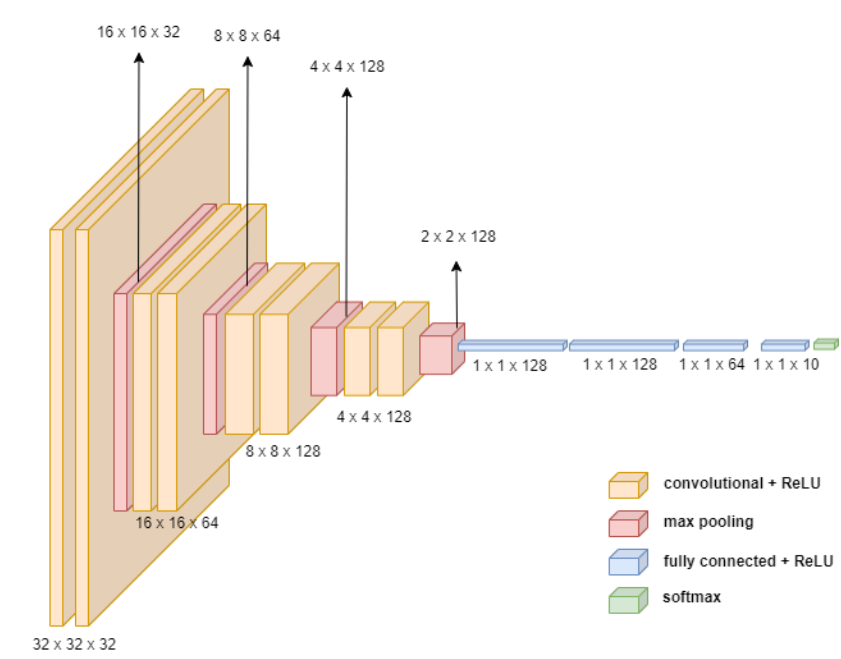 16 x 16 x 32
8 x 8 x 64
4 x 4 x 128
2 x 2 x 128
1 x 1 x 128
1 x 1 x 128
1 x 1 x 64
1 x 1 x 10
4 x 4 x 128
8 x 8 x 128
16 x 16 x 64
32 x 32 x 32
convolutional + ReLU
max pooling
fully connected + ReLU
softmax